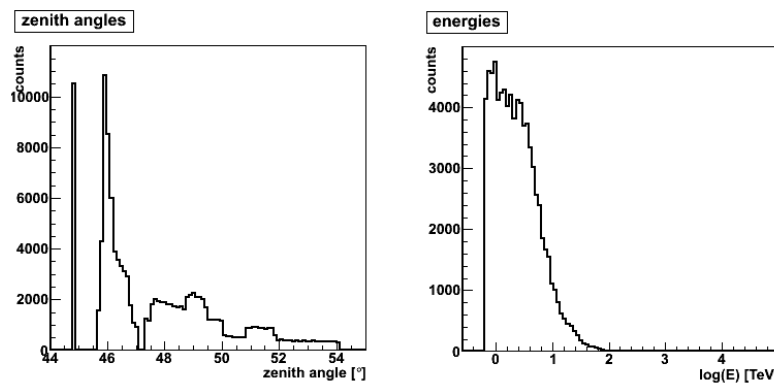 zenith angles
counts
10000
8000
6000
4000
2000
0
44 46 48 50 52 54
zenith angle [°]
energies
counts
4000
3000
2000
1000
0
0 1 2 3 4
log(E) [TeV